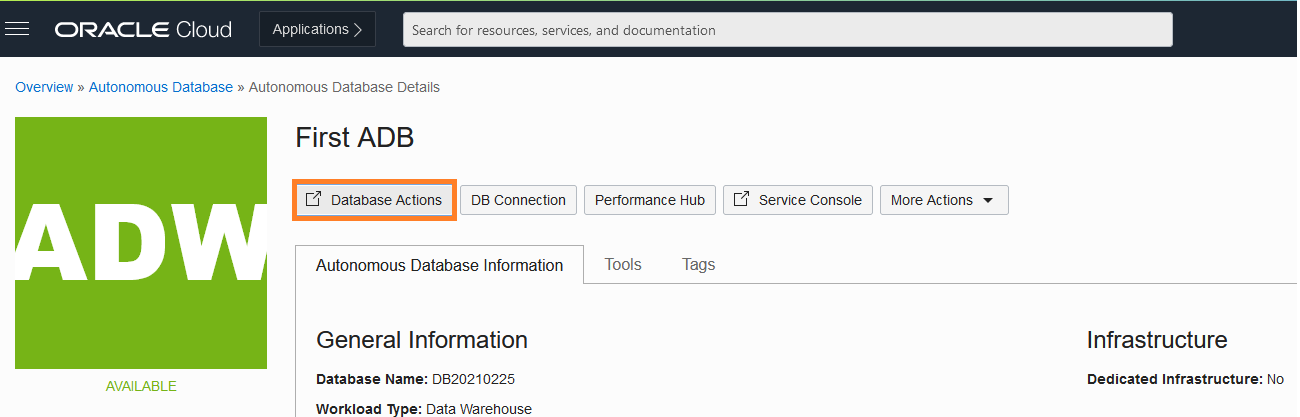 ORACLE Cloud Applications Search for resources, services, and documentation
Overview » Autonomous Database » Autonomous Database Details
ADW
AVAILABLE
First ADB
Database Actions DB Connection Performance Hub Service Console More Actions
Autonomous Database Information Tools Tags
General Information
Database Name: DB20210225
Workload Type: Data Warehouse
Infrastructure
Dedicated Infrastructure: No